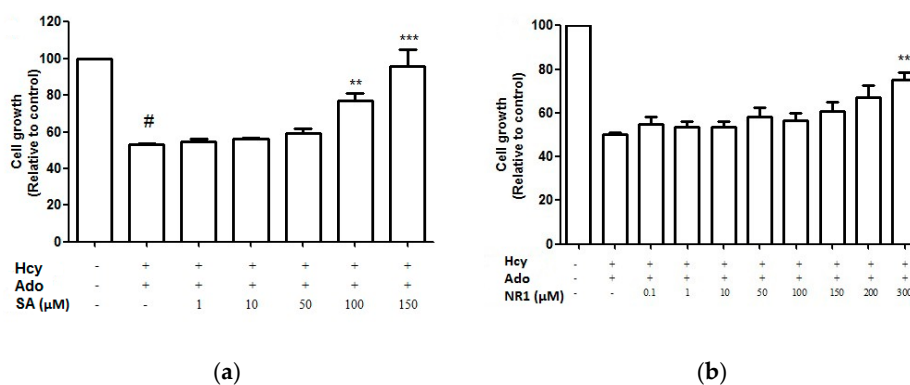 120
100
80
60
40
20
0
Cell growth
(Relative to control)
#
**
***
Hcy - + + + + + +
Ado - + + + + + +
SA (μM) - - 1 10 50 100 150
(a)
100
80
60
40
20
0
Cell growth
(Relative to control)
**
Hcy - + + + + + + + +
Ado - + + + + + + + +
NR1 (μM) - - 0.1 1 10 50 100 150 200 300
(b)